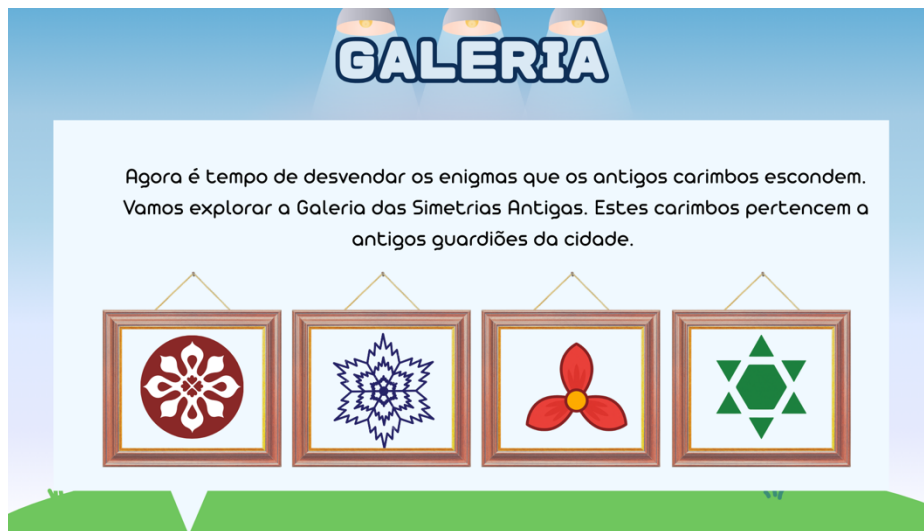 GALERIA
Agora é tempo de desvendar os enigmas que os antigos carimbos escondem.
Vamos explorar a Galeria das Simetrias Antigas. Estes carimbos pertencem a
antigos guardiões da cidade.